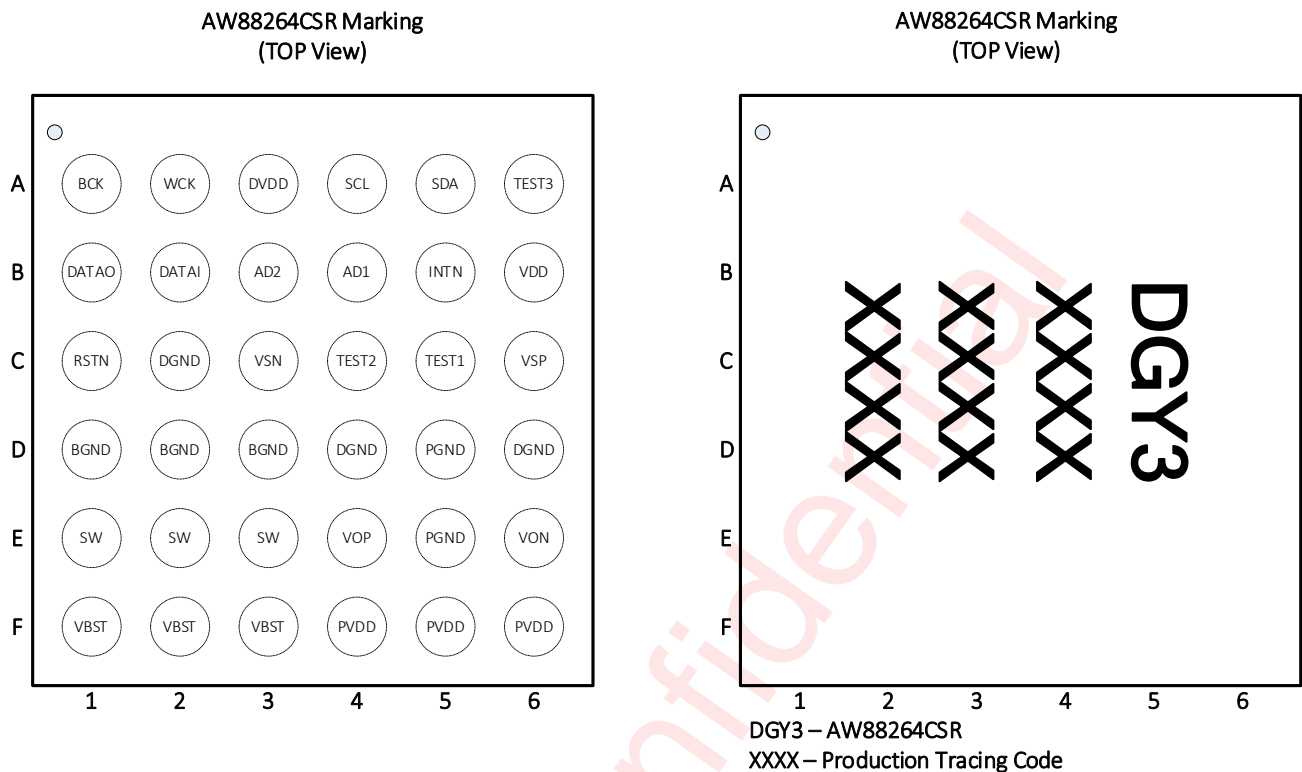 AW88264CSR Marking
(TOP View)
A BCK WCK DVDD SCL SDA TEST3
B DATAO DATAI AD2 AD1 INTN VDD
C RSTN DGND VSN TEST2 TEST1 VSP
D BGND BGND BGND DGND PGND DGND
E SW SW SW VOP PGND VON
F VBST VBST VBST PVDD PVDD PVDD
1 2 3 4 5 6
AW88264CSR Marking
(TOP View)
A
B
C
D
E
F
DGY3
XXXX
XXXX
XXXX
1 2 3 4 5 6
DGY3 – AW88264CSR
XXXX – Production Tracing Code
nfidential